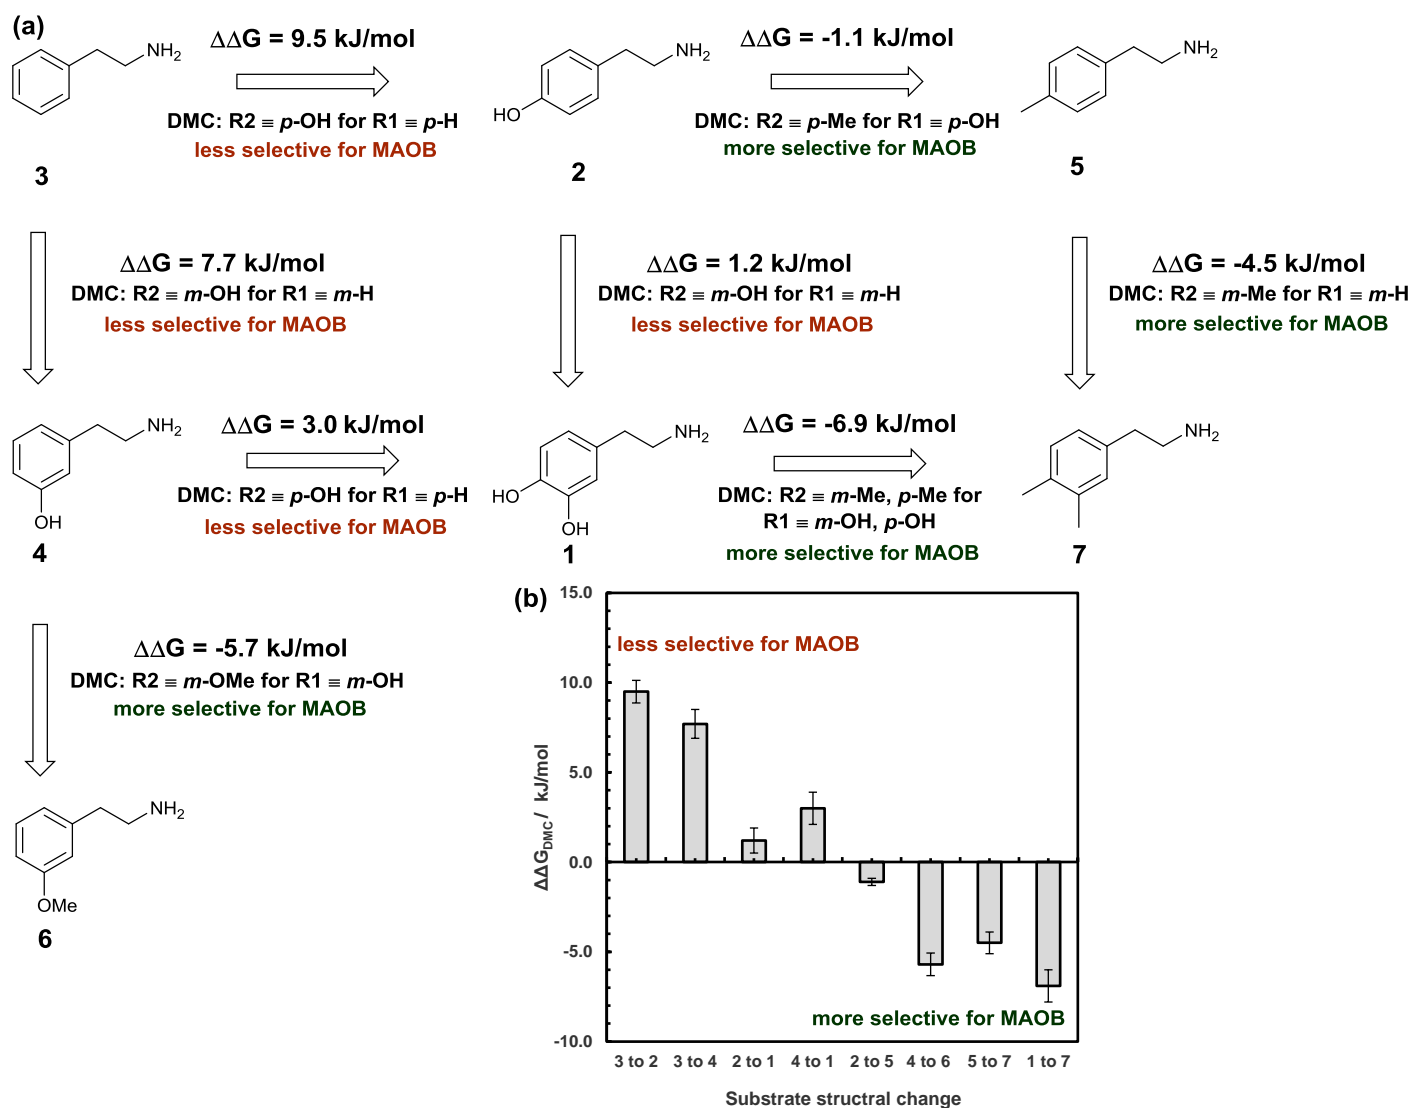 (a)
NH2
ΔΔG = 9.5 kJ/mol
DMC: R2 ≡ p-OH for R1 ≡ p-H
less selective for MAOB
3
NH2
HO
2
ΔΔG = -1.1 kJ/mol
DMC: R2 ≡ p-Me for R1 ≡ p-OH
more selective for MAOB
NH2
5
ΔΔG = 7.7 kJ/mol
DMC: R2 ≡ m-OH for R1 ≡ m-H
less selective for MAOB
ΔΔG = 1.2 kJ/mol
DMC: R2 ≡ m-OH for R1 ≡ m-H
less selective for MAOB
ΔΔG = -4.5 kJ/mol
DMC: R2 ≡ m-Me for R1 ≡ m-H
more selective for MAOB
NH2
OH
4
ΔΔG = 3.0 kJ/mol
DMC: R2 ≡ p-OH for R1 ≡ p-H
less selective for MAOB
NH2
HO
OH
1
ΔΔG = -6.9 kJ/mol
DMC: R2 ≡ m-Me, p-Me for
R1 ≡ m-OH, p-OH
more selective for MAOB
NH2
7
ΔΔG = -5.7 kJ/mol
DMC: R2 ≡ m-OMe for R1 ≡ m-OH
more selective for MAOB
NH2
OMe
6
(b)
15.0
10.0
5.0
0.0
-5.0
-10.0
ΔΔG_DMC / kJ/mol
less selective for MAOB
more selective for MAOB
3 to 2 3 to 4 2 to 1 4 to 1 2 to 5 4 to 6 5 to 7 1 to 7
Substrate structral change